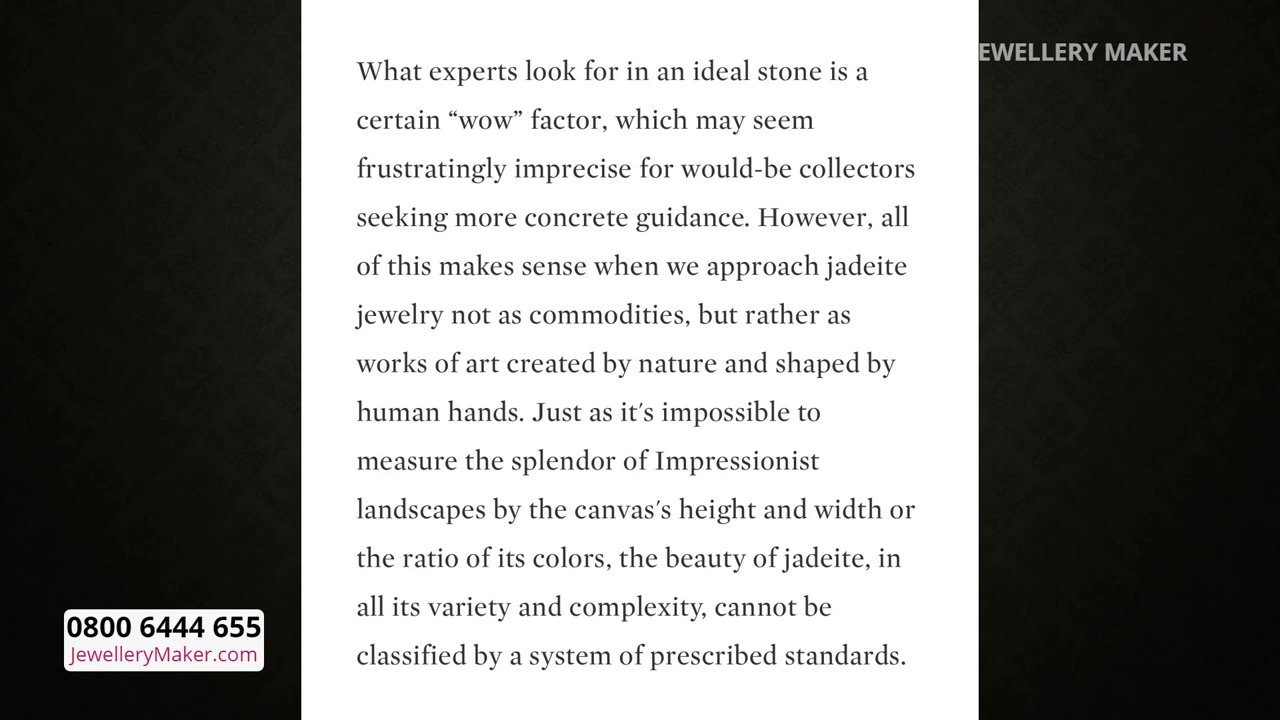 EWELLERY MAKER
What experts look for in an ideal stone is a
certain “wow” factor, which may seem
frustratingly imprecise for would-be collectors
seeking more concrete guidance. However, all
of this makes sense when we approach jadeite
jewelry not as commodities, but rather as
works of art created by nature and shaped by
human hands. Just as it's impossible to
measure the splendor of Impressionist
landscapes by the canvas's height and width or
the ratio of its colors, the beauty of jadeite, in
all its variety and complexity, cannot be
classified by a system of prescribed standards.
0800 6444 655
JewelleryMaker.com